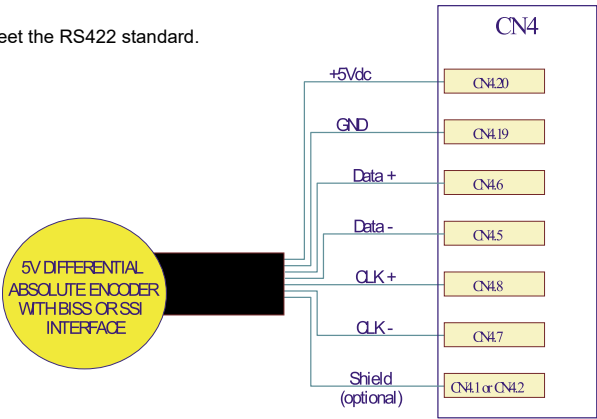 eet the RS422 standard.
CN4
+5Vdc
CN4.20
GND
CN4.19
Data +
CN4.6
Data -
CN4.5
CLK +
CN4.8
CLK -
CN4.7
Shield
(optional)
CN4.1 or CN4.2
5V DIFFERENTIAL
ABSOLUTE ENCODER
WITH BISS OR SSI
INTERFACE